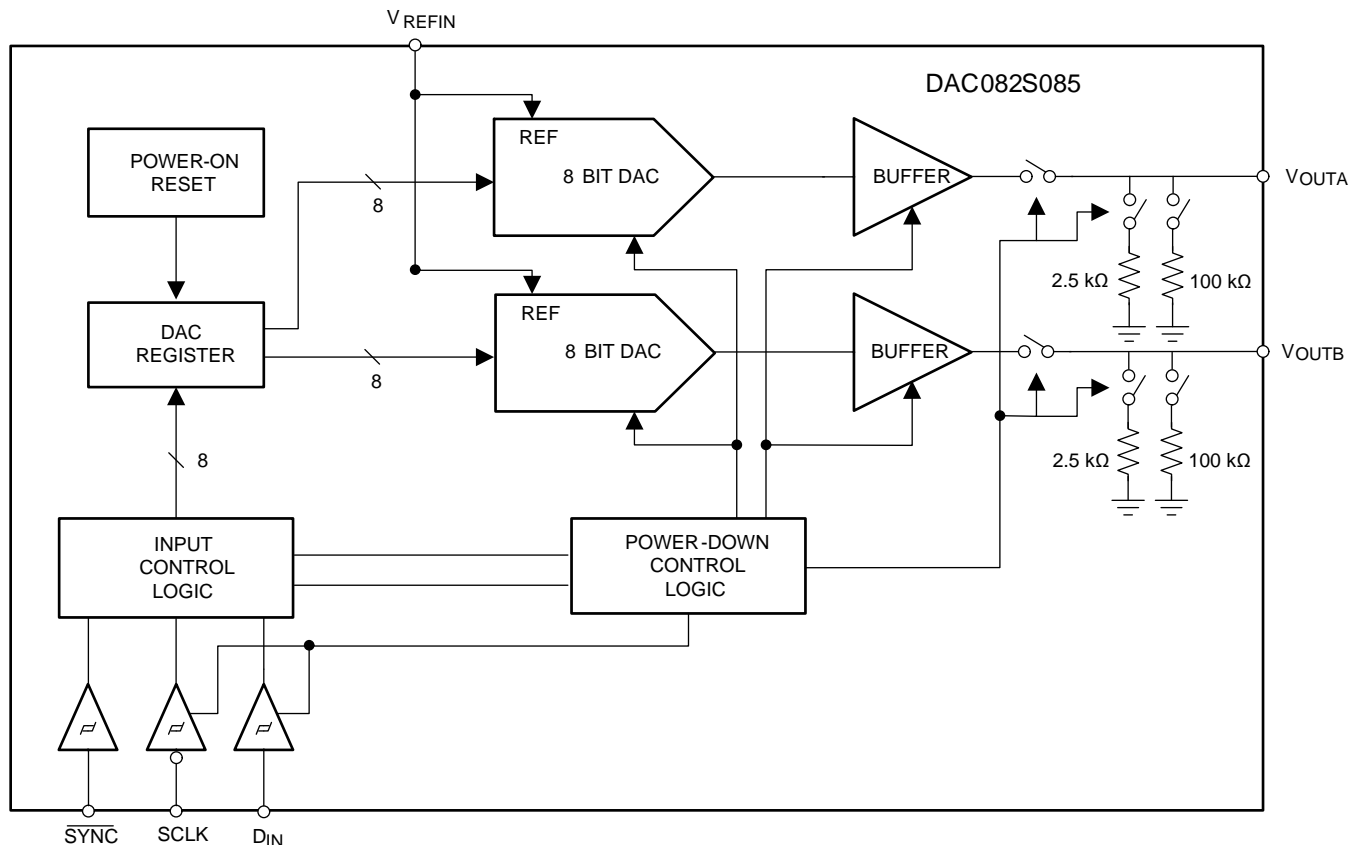 V REFIN
DAC082S085
REF
8 BIT DAC
BUFFER
VOUTA
POWER-ON
RESET
8
2.5 kΩ
100 kΩ
REF
8 BIT DAC
BUFFER
VOUTB
DAC
REGISTER
8
2.5 kΩ
100 kΩ
8
INPUT
CONTROL
LOGIC
POWER-DOWN
CONTROL
LOGIC
SYNC
SCLK
DIN